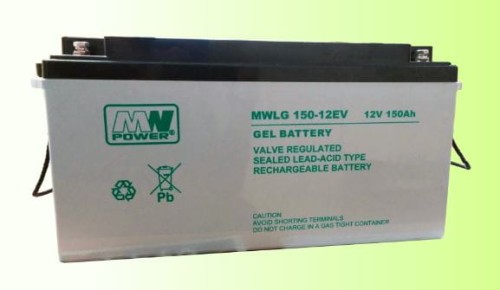 MW
POWER®
MWLG 150-12EV 12V 150Ah
GEL BATTERY
VALVE REGULATED
SEALED LEAD-ACID TYPE
RECHARGEABLE BATTERY
Pb
CAUTION
AVOID SHORTING TERMINALS
DO NOT CHARGE IN A GAS TIGHT CONTAINER